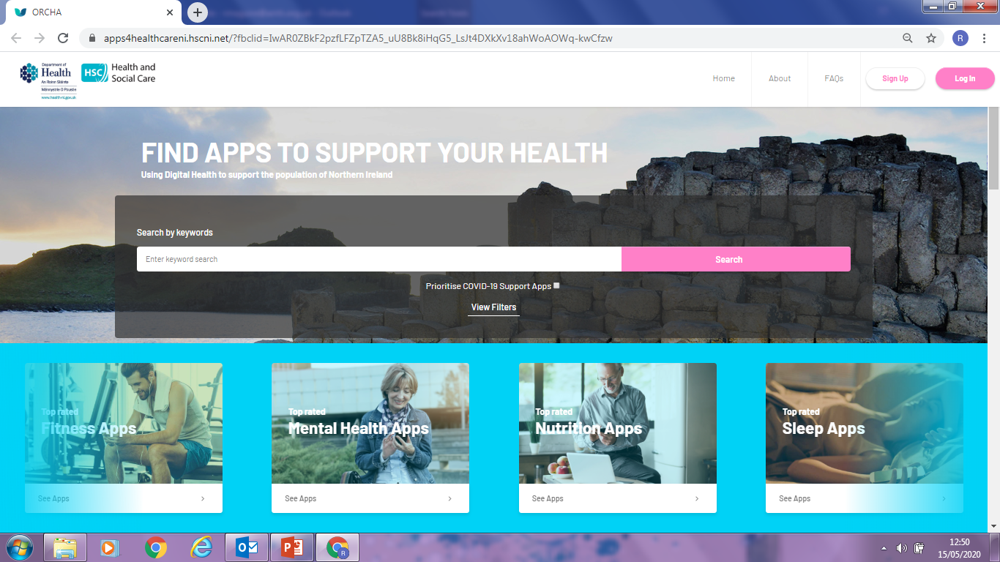 ORCHA
apps4healthcareni.hscni.net/?fbclid=IwAR0ZBkF2pzfLFZpTZA5_uU8Bk8iHqG5_LsJt4DXkXv18ahWoAOWq-kwCfzw
R
Department of
Health
An Roinn Sláinte
Männystrie O Poustie
www.health-ni.gov.uk
HSC
Health and
Social Care
Home
About
FAQs
Sign Up
Log In
FIND APPS TO SUPPORT YOUR HEALTH
Using Digital Health to support the population of Northern Ireland
Search by keywords
Enter keyword search
Search
Prioritise COVID-19 Support Apps
View Filters
Top rated
Fitness Apps
See Apps
Top rated
Mental Health Apps
See Apps
Top rated
Nutrition Apps
See Apps
Top rated
Sleep Apps
See Apps
12:50
15/05/2020